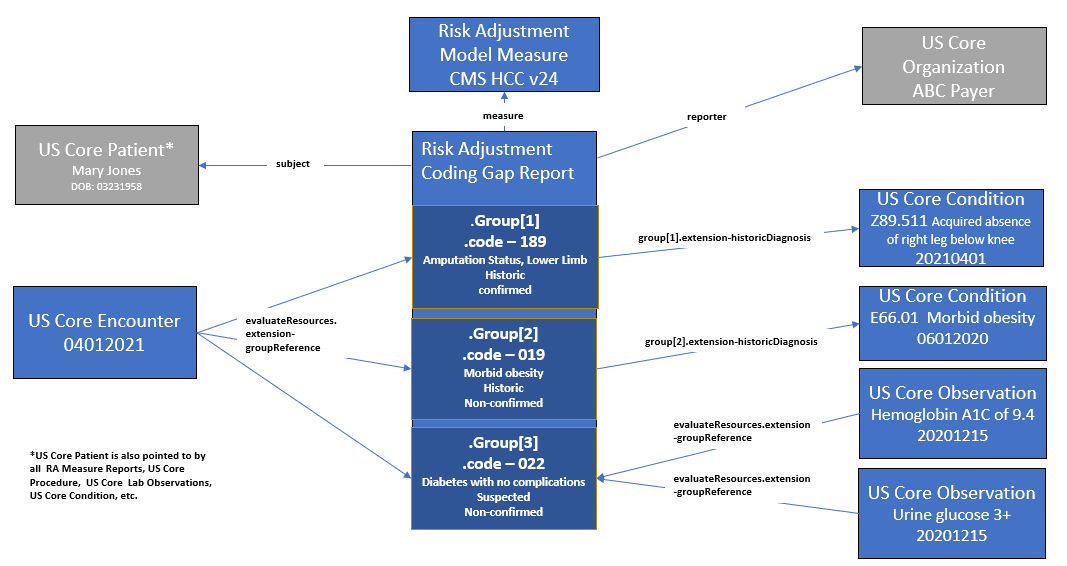 Risk Adjustment
Model Measure
CMS HCC v24
US Core
Organization
ABC Payer
measure
reporter
US Core Patient*
Mary Jones
DOB: 03231958
subject
Risk Adjustment
Coding Gap Report
.Group[1]
.code – 189
Amputation Status, Lower Limb
Historic
confirmed
group[1].extension-historicDiagnosis
US Core Condition
Z89.511 Acquired absence
of right leg below knee
20210401
US Core Encounter
04012021
evaluateResources.
extension-
groupReference
.Group[2]
.code – 019
Morbid obesity
Historic
Non-confirmed
group[2].extension-historicDiagnosis
US Core Condition
E66.01  Morbid obesity
06012020
.Group[3]
.code – 022
Diabetes with no complications
Suspected
Non-confirmed
evaluateResources.extension
-groupReference
US Core Observation
Hemoglobin A1C of 9.4
20201215
evaluateResources.extension
-groupReference
US Core Observation
Urine glucose 3+
20201215
*US Core Patient is also pointed to by
all  RA Measure Reports, US Core
Procedure,  US Core  Lab Observations,
US Core Condition, etc.